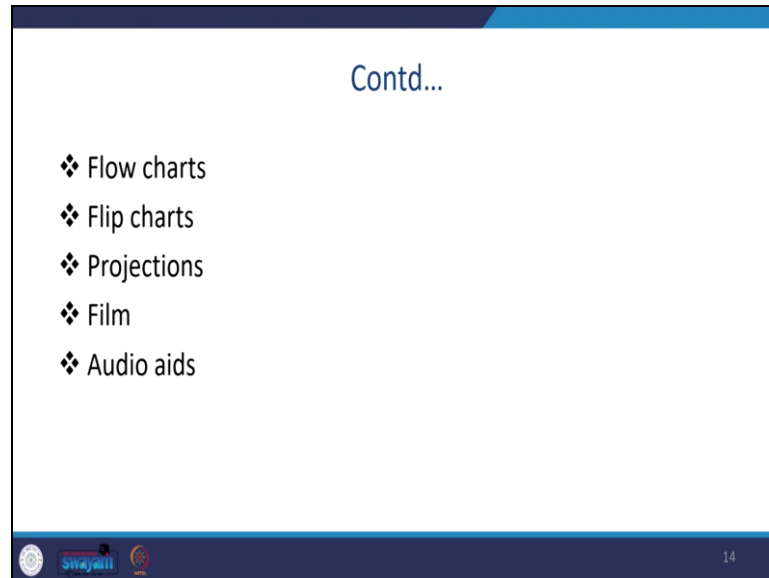 Contd...
❖ Flow charts
❖ Flip charts
❖ Projections
❖ Film
❖ Audio aids
swayam
14